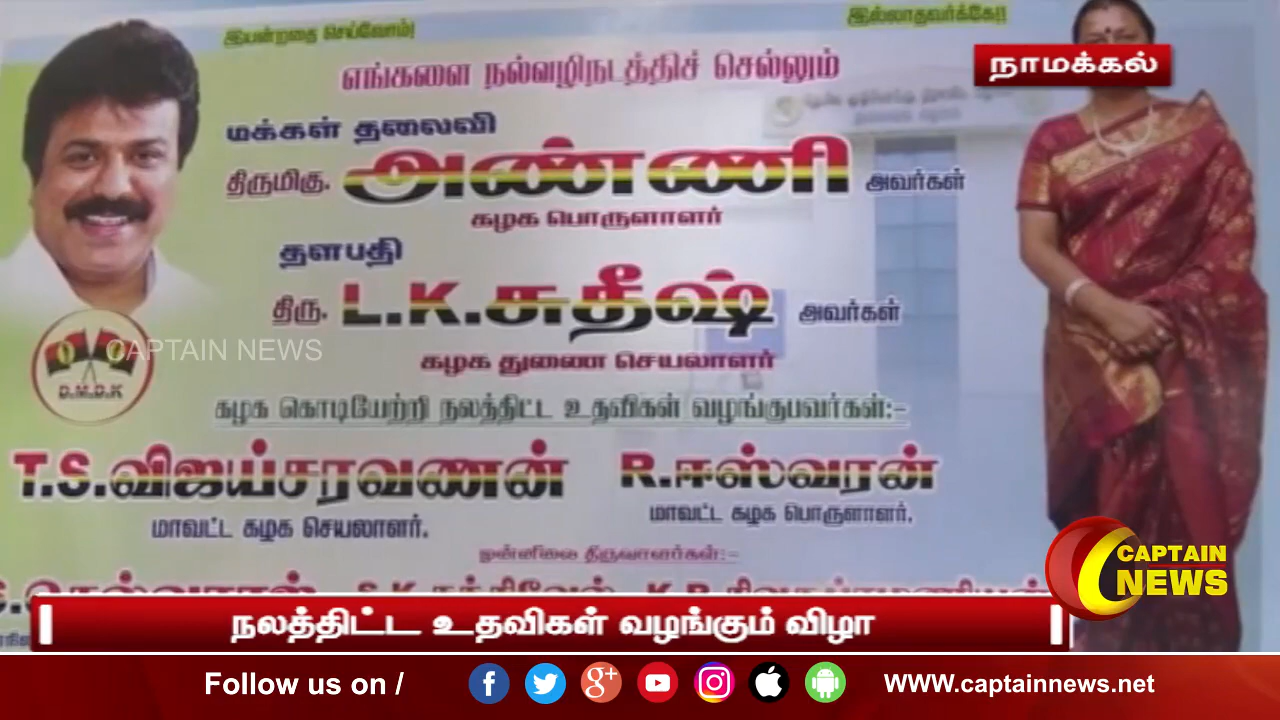 இயன்றதை செய்வோம்! இல்லாதவர்க்கே!!
நாமக்கல்
எங்களை நல்வழிநடத்திச் செல்லும்
மக்கள் தலைவி
திருமிகு. அண்ணி அவர்கள்
கழக பொருளாளர்
தளபதி
திரு. L.K.சுதீஷ் அவர்கள்
கழக துணை செயலாளர்
D.M.D.K
CAPTAIN NEWS
கழக கொடியேற்றி நலத்திட்ட உதவிகள் வழங்குபவர்கள்:-
T.S.விஜய்சரவணன் R.ஈஸ்வரன்
மாவட்ட கழக செயலாளர். மாவட்ட கழக பொருளாளர்.
முன்னிலை திருவாளர்கள்:-
CAPTAIN
NEWS
நலத்திட்ட உதவிகள் வழங்கும் விழா
Follow us on / WWW.captainnews.net